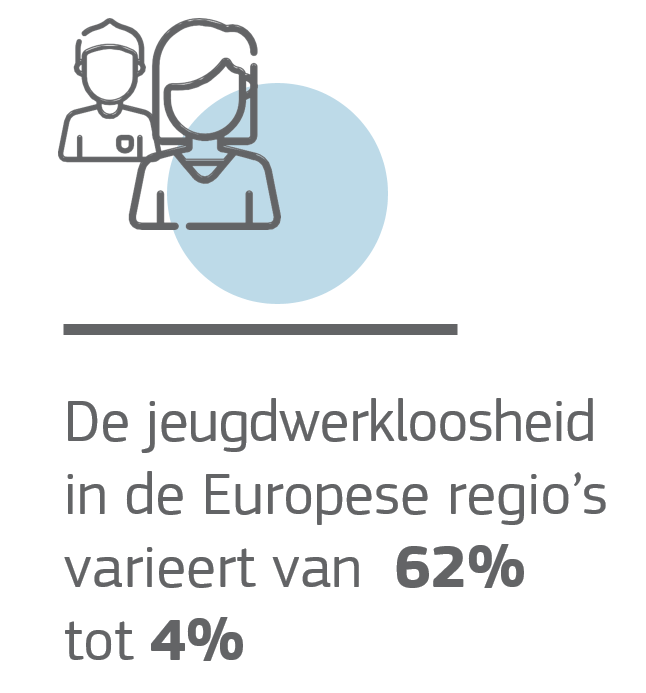 De jeugdwerkloosheid
in de Europese regio’s
varieert van 62%
tot 4%